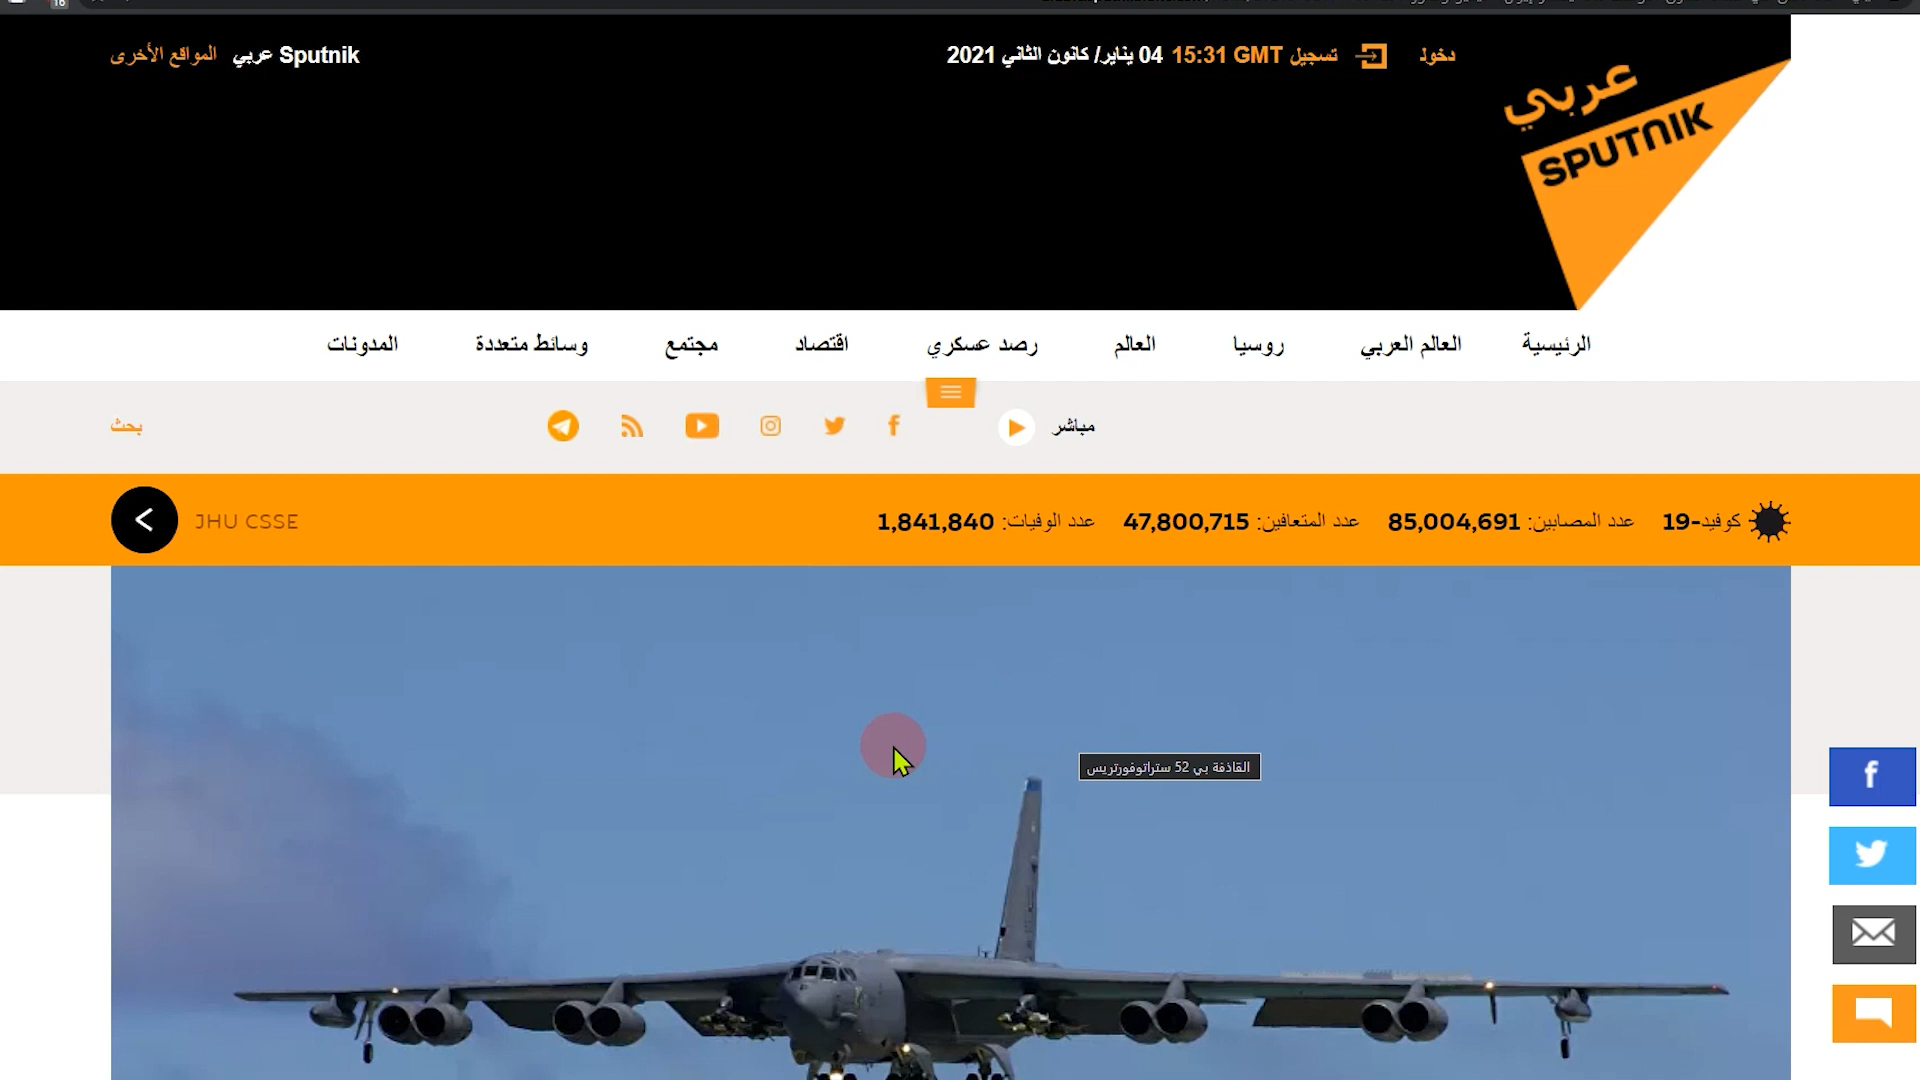 16
دخول
تسجيل 15:31 GMT 04 يناير/ كانون الثاني 2021
Sputnik عربي
المواقع الأخرى
عربي
SPUTNIK
الرئيسية
العالم العربي
روسيا
العالم
رصد عسكري
اقتصاد
مجتمع
وسائط متعددة
المدونات
مباشر
بحث
كوفيد-19
عدد المصابين: 85,004,691
عدد المتعافين: 47,800,715
عدد الوفيات: 1,841,840
JHU CSSE
القاذفة بي 52 ستراتوفورتريس